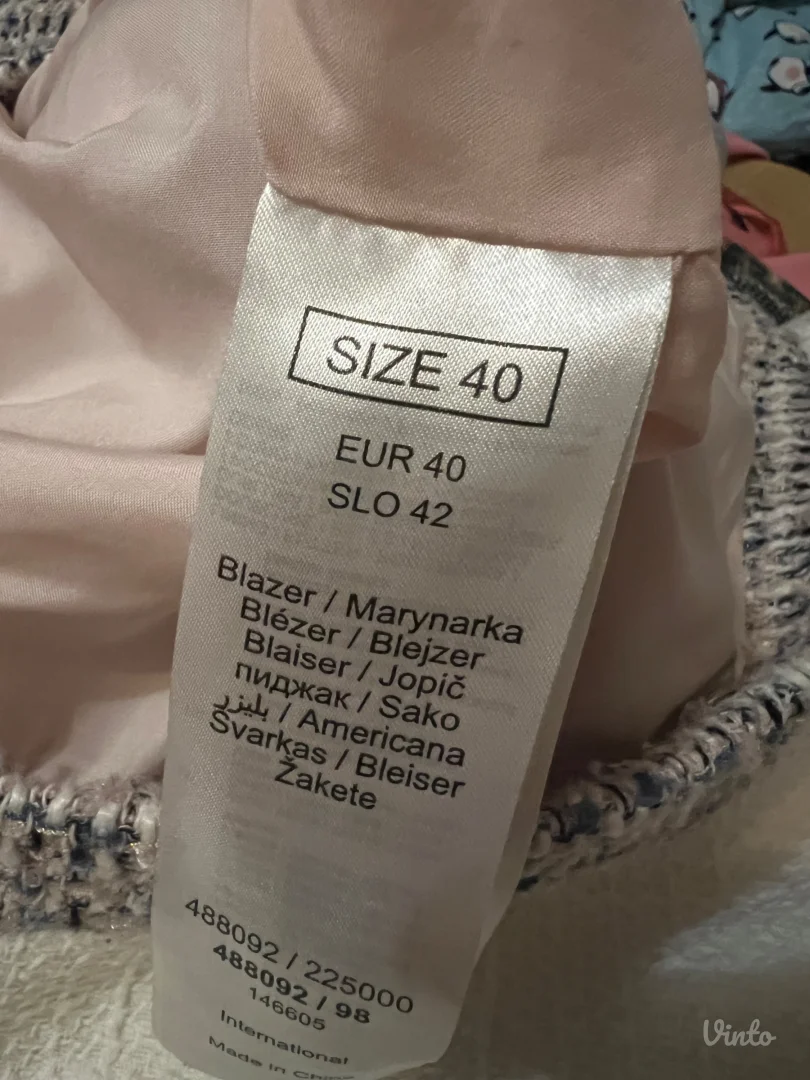 SIZE 40
EUR 40
SLO 42
Blazer / Marynarka
Blézer / Blejzer
Blaiser / Jopič
пиджак / Sako
بليزر / Americana
Švarkas / Bleiser
Žakete
488092 / 225000
488092 / 98
146605
International
Made in China
Vinto